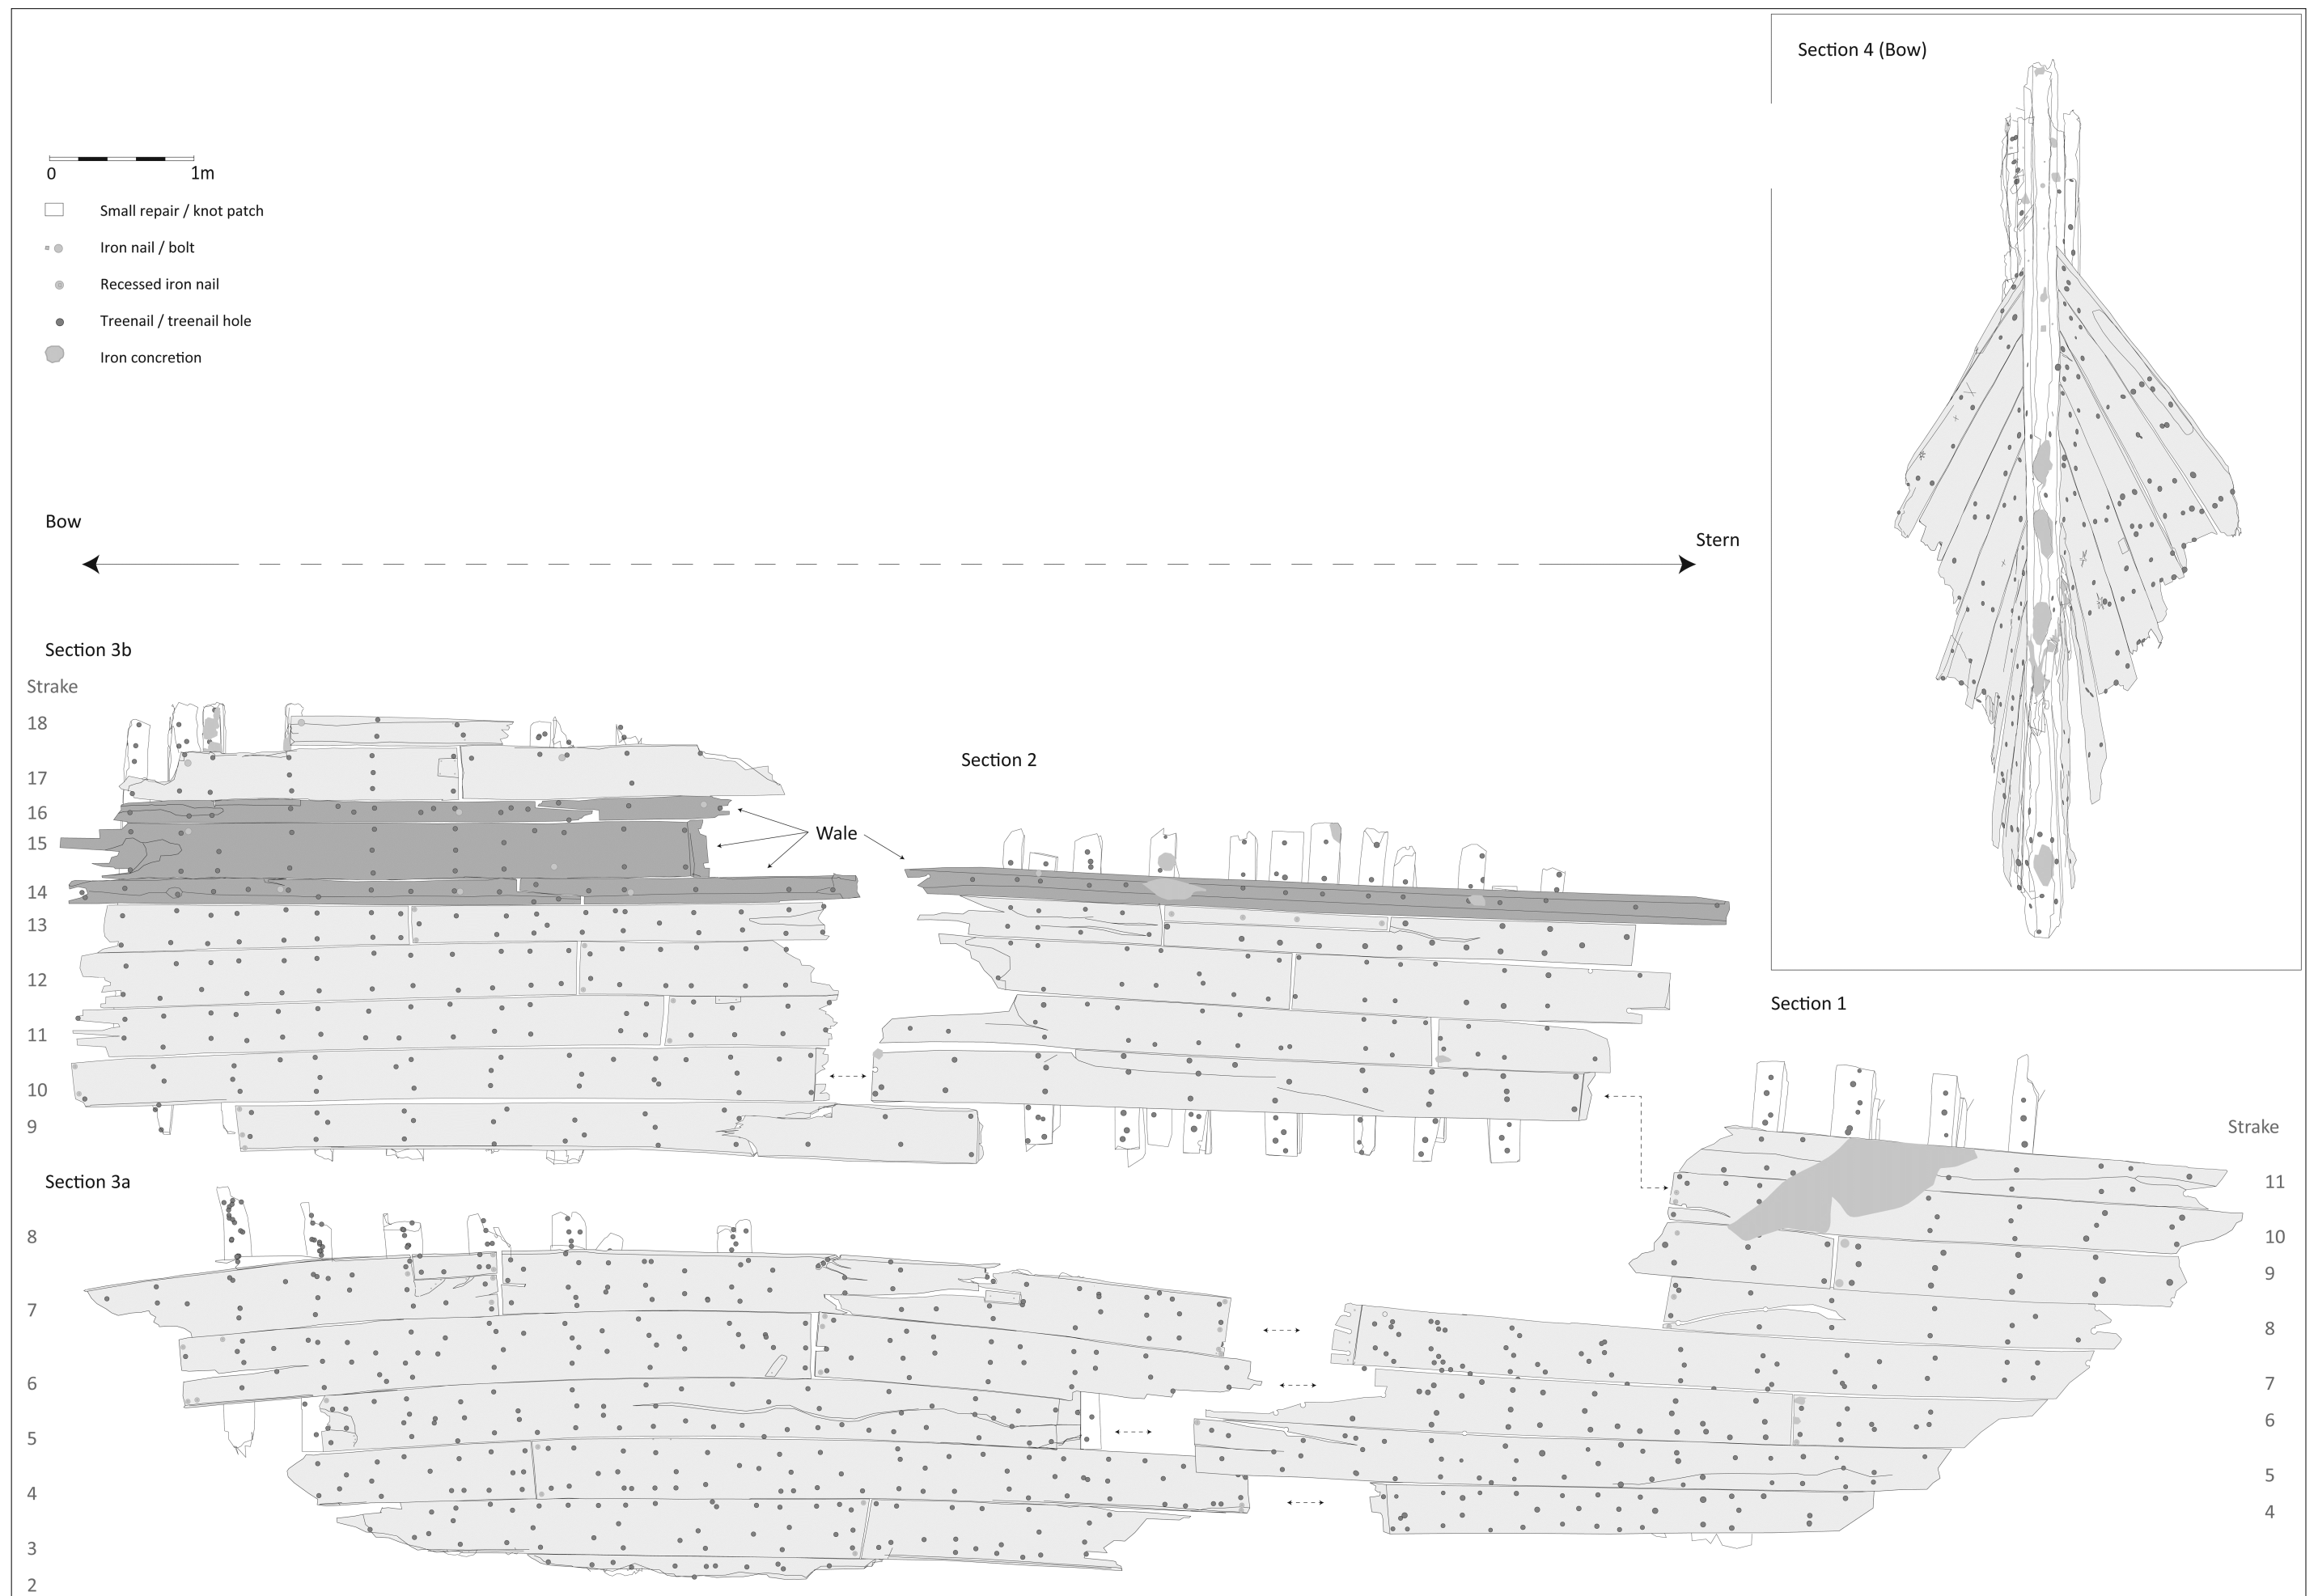 Section 4 (Bow)
0 1m
Small repair / knot patch
Iron nail / bolt
Recessed iron nail
Treenail / treenail hole
Iron concretion
Bow
Stern
Section 3b
Strake
18
17
16
15
14
13
12
11
10
9
Wale
Section 2
Section 1
Strake
11
10
9
8
7
6
5
4
Section 3a
8
7
6
5
4
3
2